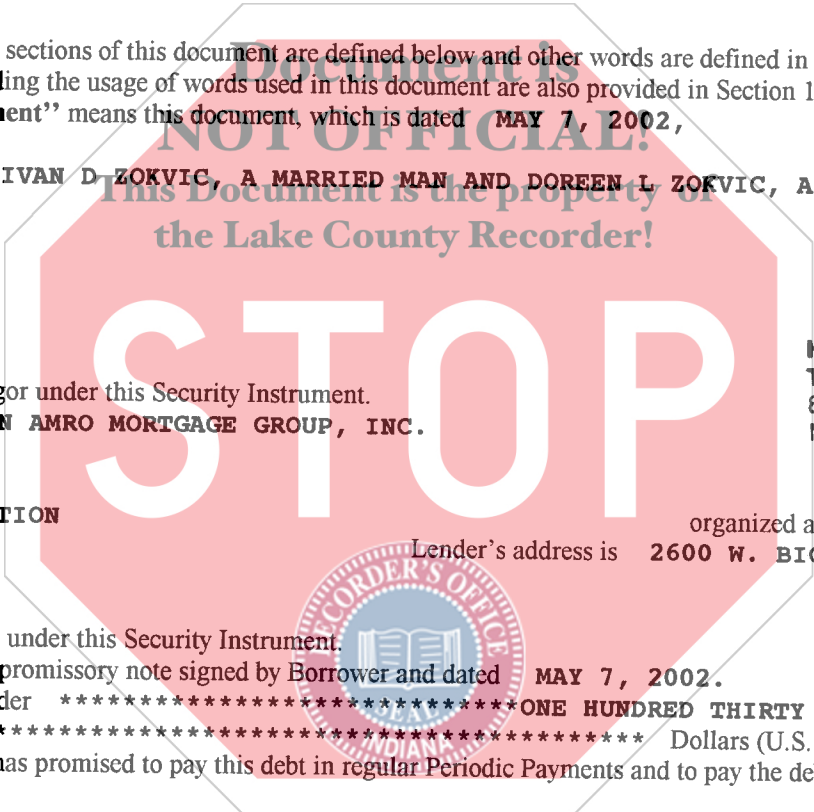 sections of this document are defined below and other words are defined in
ing the usage of words used in this document are also provided in Section 1
ent” means this document, which is dated MAY 7, 2002,
IVAN D ZOKVIC, A MARRIED MAN AND DOREEN L ZOKVIC, A
Document is
NOT OFFICIAL!
This Document is the property of
the Lake County Recorder!
STOP
gor under this Security Instrument.
N AMRO MORTGAGE GROUP, INC.
TION
organized a
Lender’s address is 2600 W. BIG
RECORDER'S OFFICE
SEAL
INDIANA
under this Security Instrument.
promissory note signed by Borrower and dated MAY 7, 2002.
der *****************************ONE HUNDRED THIRTY
***************************************** Dollars (U.S.
has promised to pay this debt in regular Periodic Payments and to pay the de